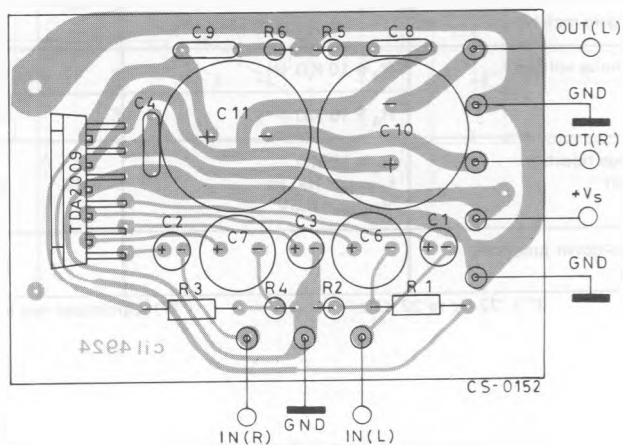 OUT(L)
C9
R6
R5
C8
GND
C4
C11
C10
OUT(R)
TDA2009
+Vs
C2
C7
C3
C6
C1
GND
R3
R4
R2
R1
cil4924
CS-0152
IN(R)
GND
IN(L)